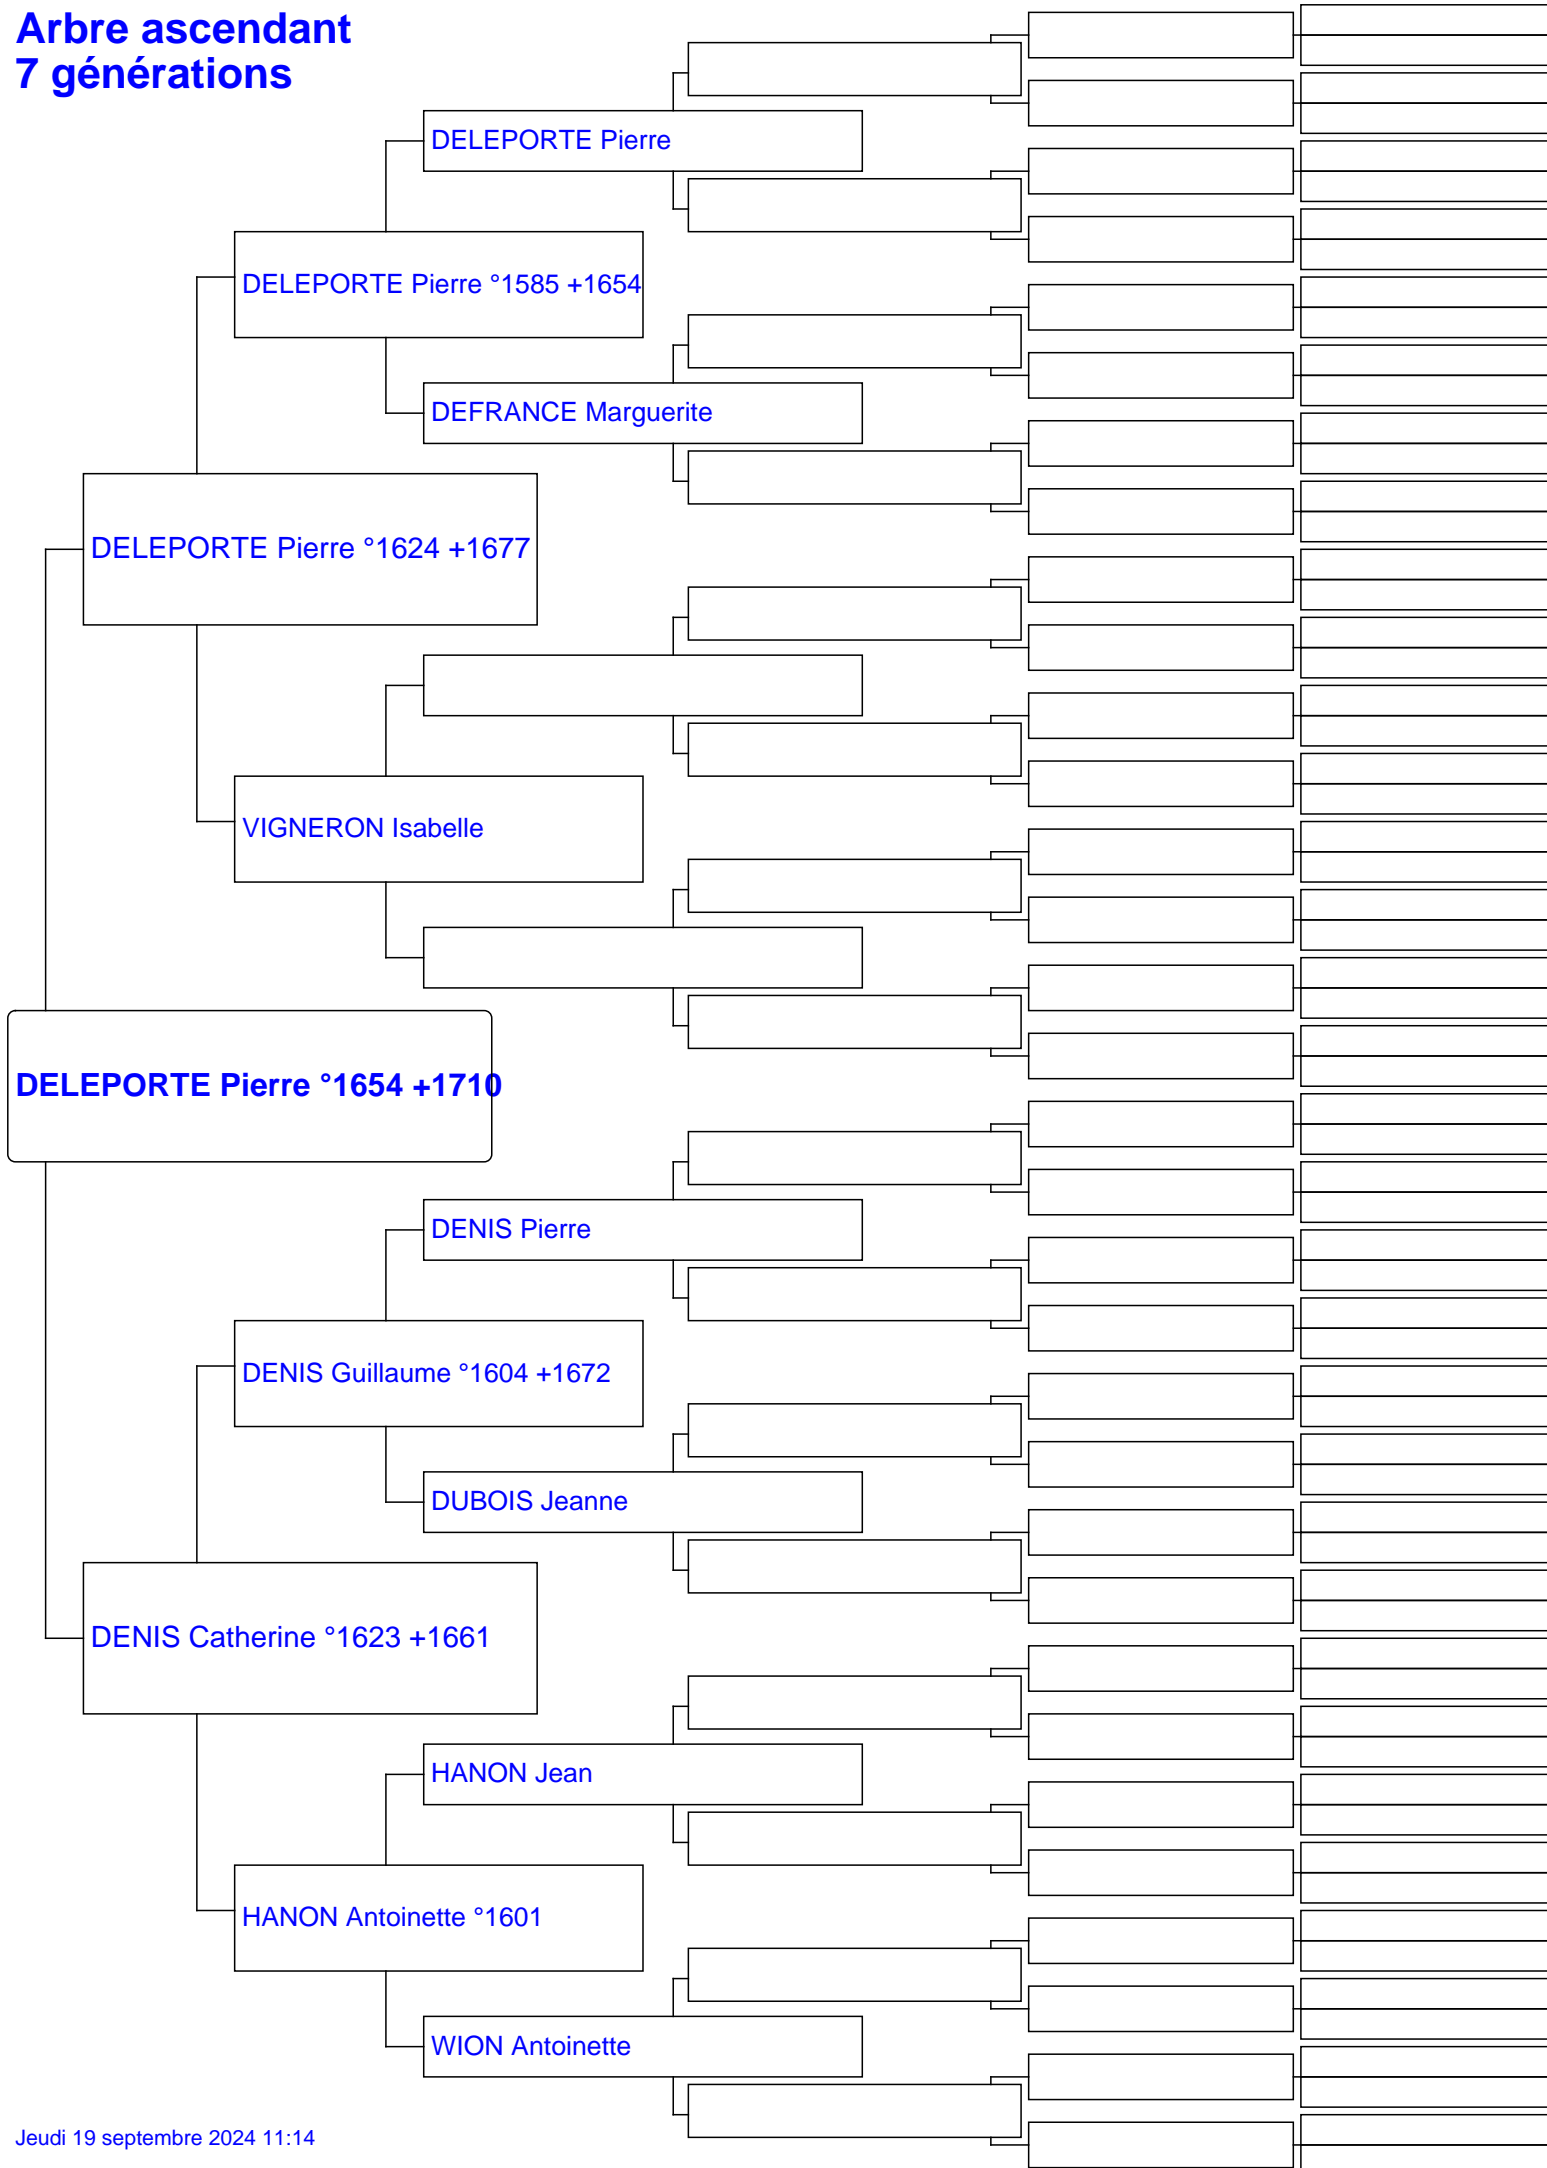 Arbre ascendant
7 générations
DELEPORTE Pierre
DELEPORTE Pierre °1585 +1654
DEFRANCE Marguerite
DELEPORTE Pierre °1624 +1677
VIGNERON Isabelle
DELEPORTE Pierre °1654 +1710
DENIS Pierre
DENIS Guillaume °1604 +1672
DUBOIS Jeanne
DENIS Catherine °1623 +1661
HANON Jean
HANON Antoinette °1601
WION Antoinette
Jeudi 19 septembre 2024 11:14